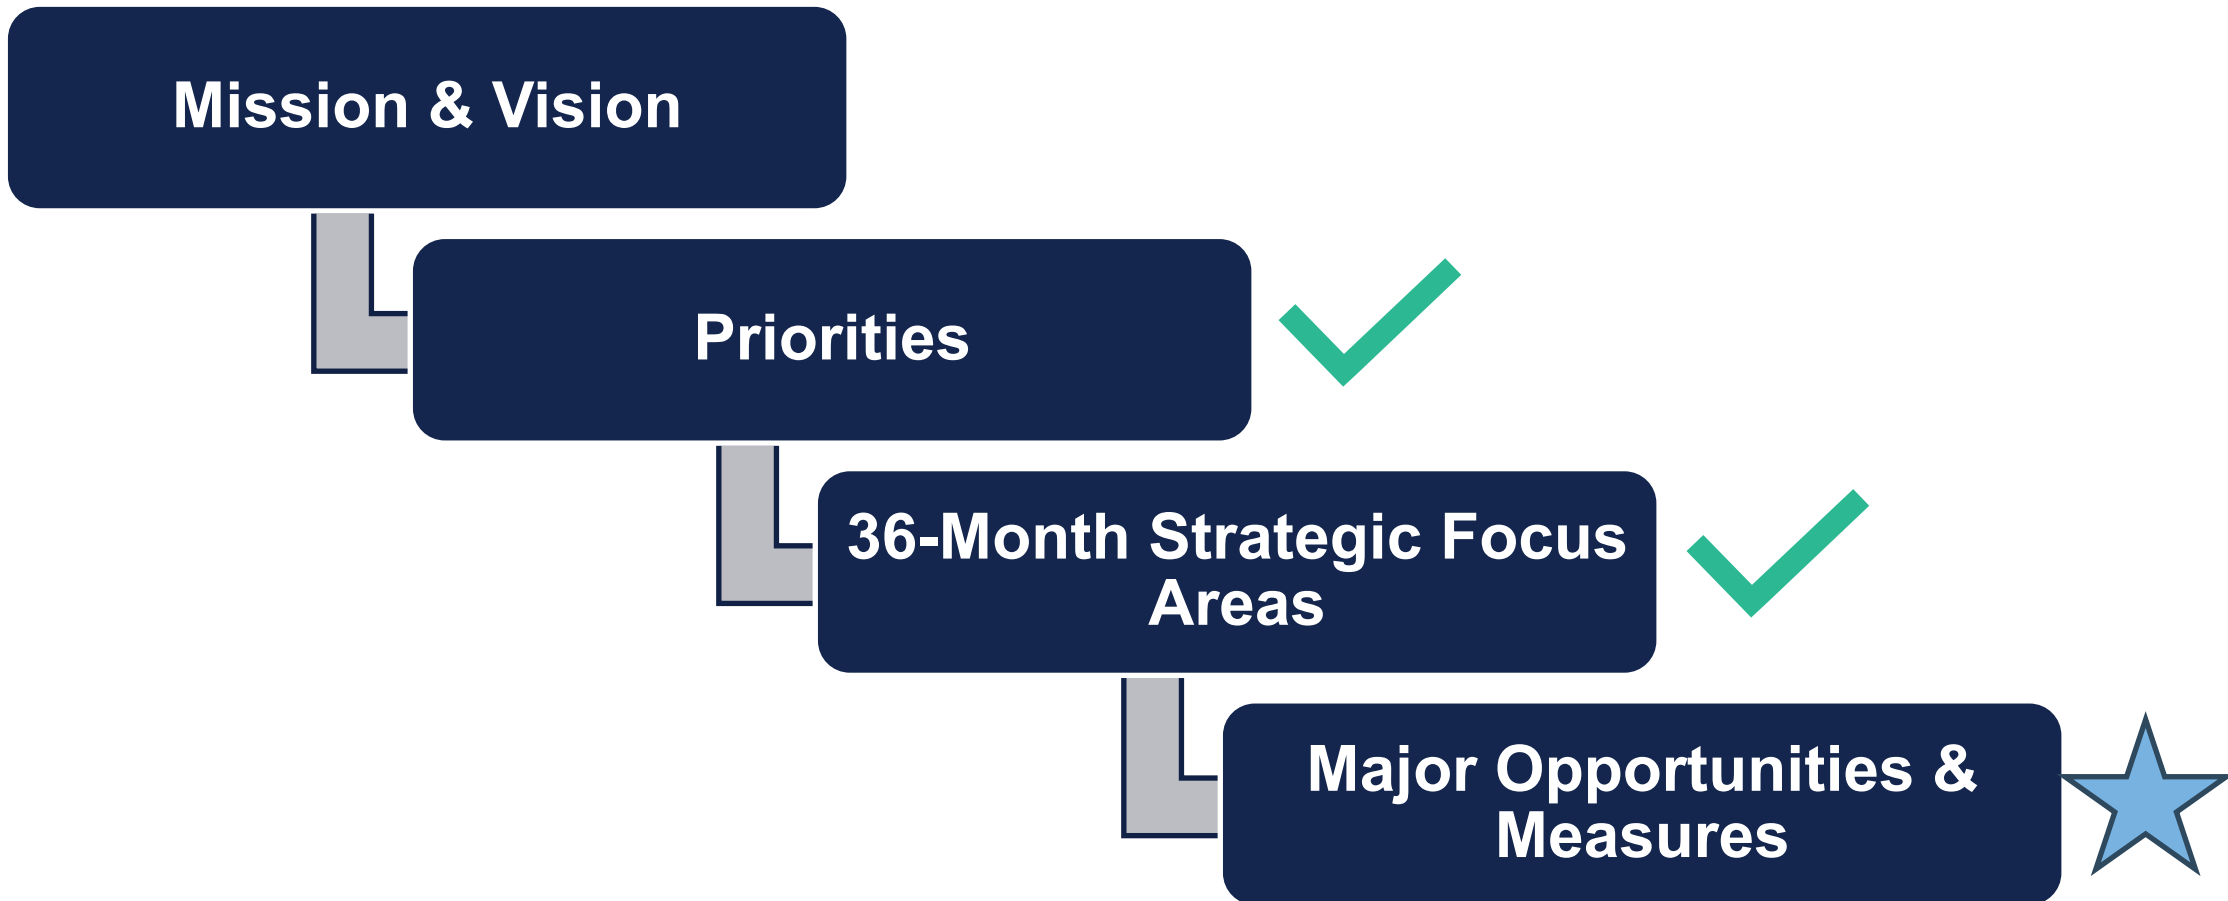 Mission & Vision
Priorities
36-Month Strategic Focus
Areas
Major Opportunities &
Measures